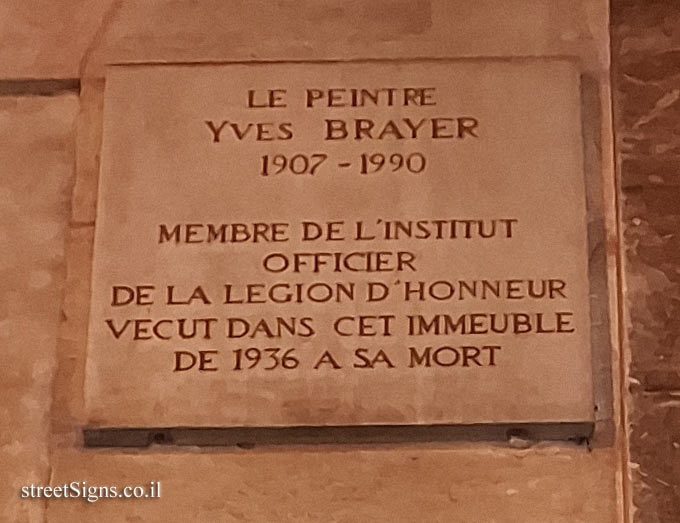 LE PEINTRE
YVES BRAYER
1907 - 1990
MEMBRE DE L'INSTITUT
OFFICIER
DE LA LEGION D'HONNEUR
VECUT DANS CET IMMEUBLE
DE 1936 A SA MORT
streetSigns.co.il